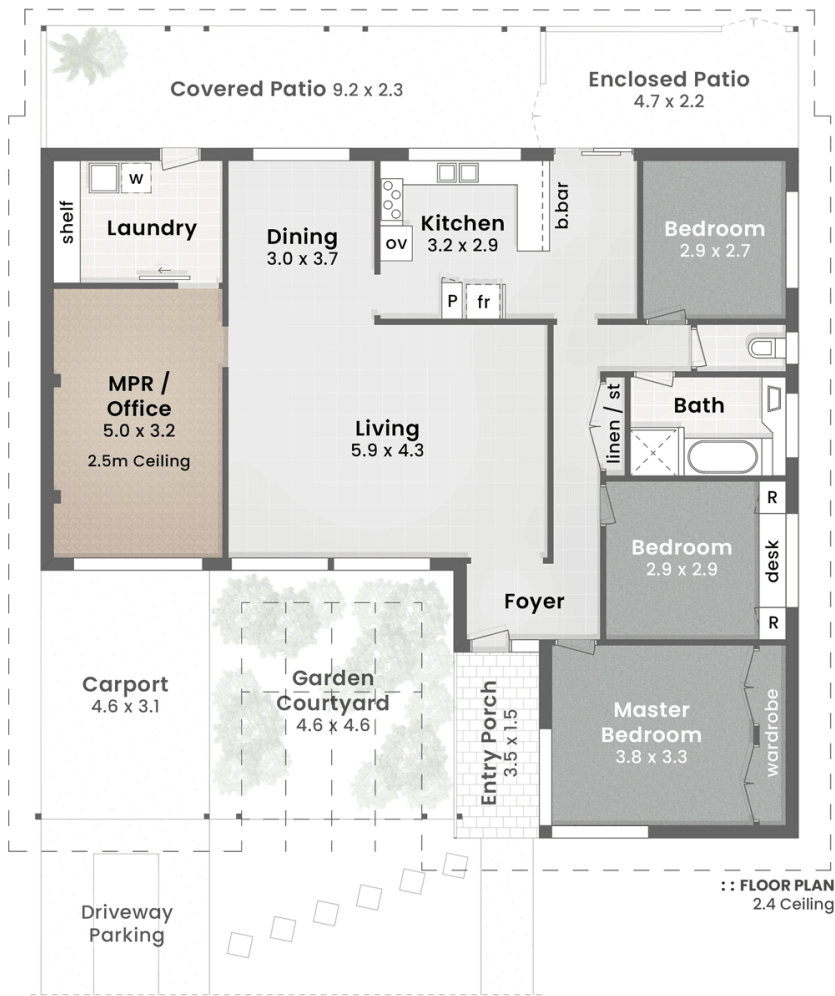 Covered Patio 9.2 x 2.3
Enclosed Patio
4.7 x 2.2
shelf
w
Laundry
Dining
3.0 x 3.7
Kitchen
3.2 x 2.9
ov
P
fr
b.bar
Bedroom
2.9 x 2.7
MPR /
Office
5.0 x 3.2
2.5m Ceiling
Living
5.9 x 4.3
linen / st
Bath
Bedroom
2.9 x 2.9
R
desk
R
Foyer
Carport
4.6 x 3.1
Garden
Courtyard
4.6 x 4.6
Entry Porch
3.5 x 1.5
Master
Bedroom
3.8 x 3.3
wardrobe
Driveway
Parking
:: FLOOR PLAN
2.4 Ceiling